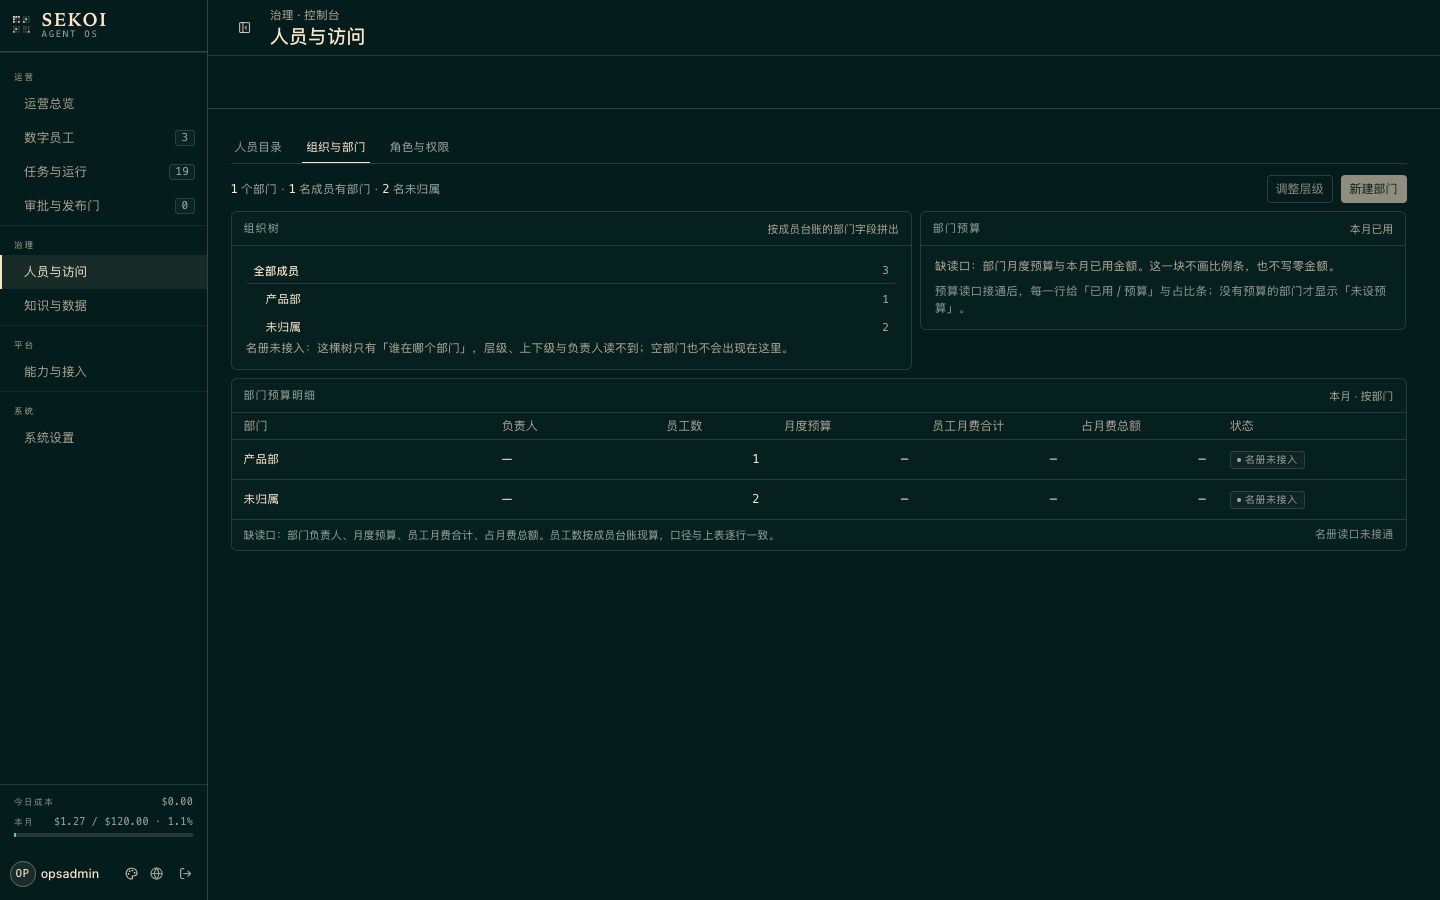 SEKOI
AGENT OS
运营
运营总览
数字员工 3
任务与运行 19
审批与发布门 0
治理
人员与访问
知识与数据
平台
能力与接入
系统
系统设置
今日成本 $0.00
本月 $1.27 / $120.00 · 1.1%
OP opsadmin
治理 · 控制台
人员与访问
人员目录 组织与部门 角色与权限
1 个部门 · 1 名成员有部门 · 2 名未归属
调整层级 新建部门
组织树 按成员台账的部门字段拼出
全部成员 3
产品部 1
未归属 2
名册未接入：这棵树只有「谁在哪个部门」，层级、上下级与负责人读不到；空部门也不会出现在这里。
部门预算 本月已用
缺读口：部门月度预算与本月已用金额。这一块不画比例条，也不写零金额。
预算读口接通后，每一行给「已用 / 预算」与占比条；没有预算的部门才显示「未设预
算」。
部门预算明细 本月 · 按部门
部门 负责人 员工数 月度预算 员工月费合计 占月费总额 状态
产品部 — 1 — — — 名册未接入
未归属 — 2 — — — 名册未接入
缺读口：部门负责人、月度预算、员工月费合计、占月费总额。员工数按成员台账现算，口径与上表逐行一致。 名册读口未接通